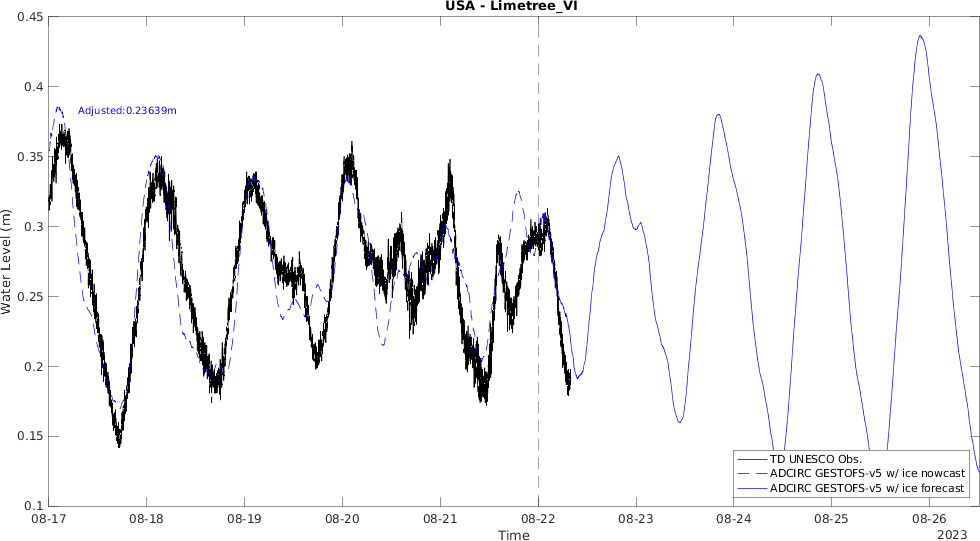 USA - Limetree_VI
0.45
0.4
0.35
0.3
0.25
0.2
0.15
0.1
Water Level (m)
Adjusted:0.23639m
TD UNESCO Obs.
ADCIRC GESTOFS-v5 w/ ice nowcast
ADCIRC GESTOFS-v5 w/ ice forecast
08-17 08-18 08-19 08-20 08-21 08-22 08-23 08-24 08-25 08-26
Time
2023